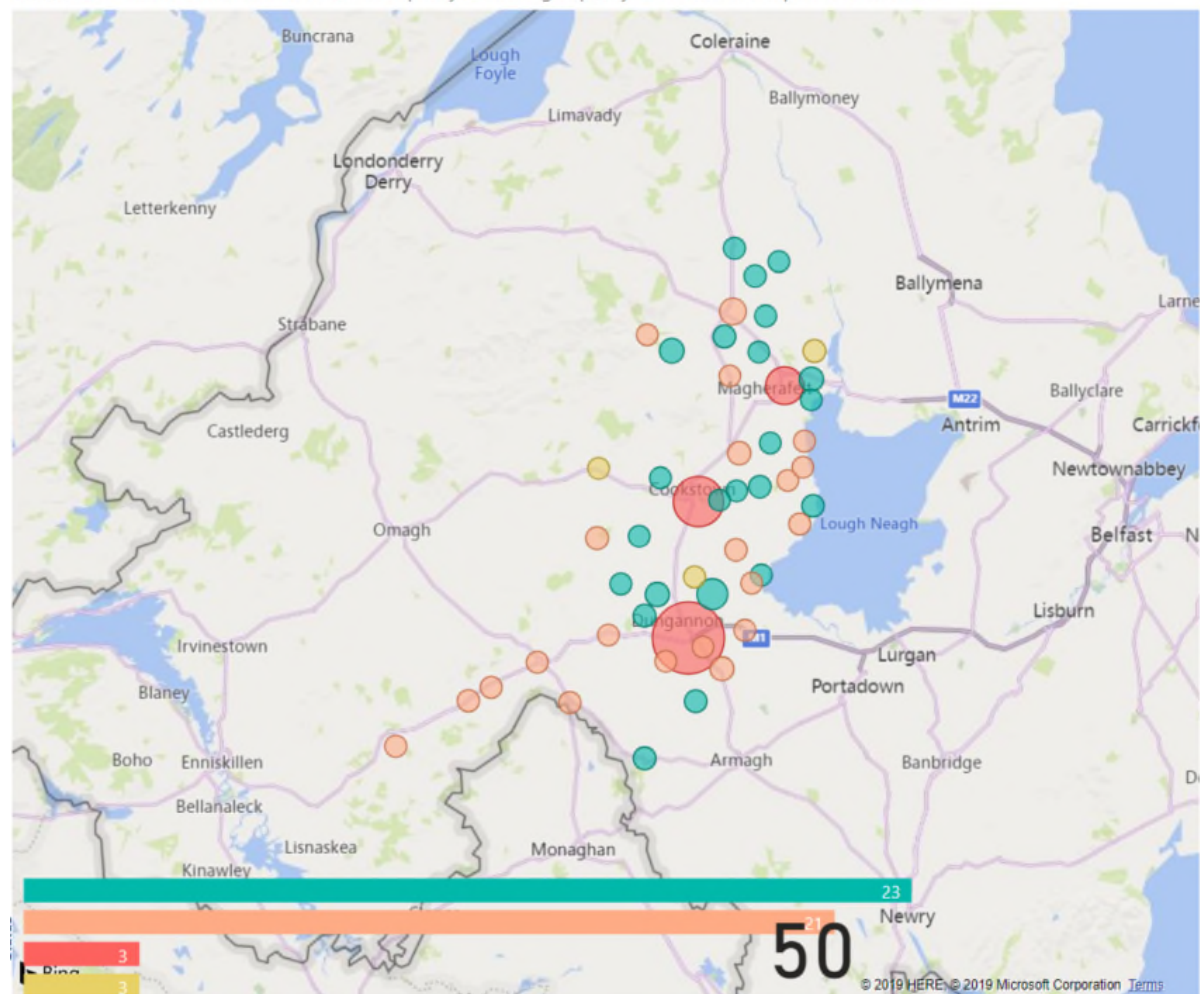 Buncrana
Coleraine
Lough
Foyle
Ballymoney
Limavady
Londonderry
Derry
Letterkenny
Ballymena
Larne
Strabane
Magherafelt
M22
Ballyclare
Antrim
Carrickf
Castlederg
Newtownabbey
Cookstown
Omagh
Lough Neagh
Belfast
N
Lisburn
Dungannon
M1
Irvinestown
Lurgan
Portadown
Blaney
Boho
Enniskillen
Armagh
Banbridge
Bellanaleck
Lisnaskea
Monaghan
Kinawley
23
21
Newry
50
3
Bing
3
© 2019 HERE, © 2019 Microsoft Corporation Terms